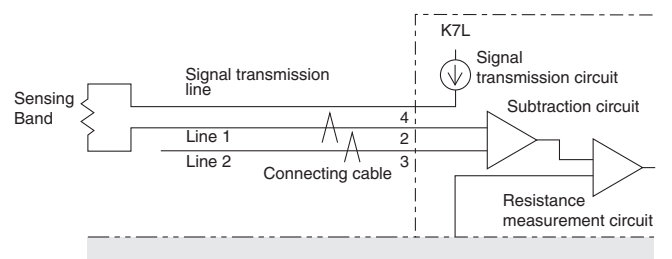 K7L
Signal
transmission circuit
Signal transmission
line
Sensing
Band
Subtraction circuit
4
Line 1
2
Line 2
3
Connecting cable
Resistance
measurement circuit